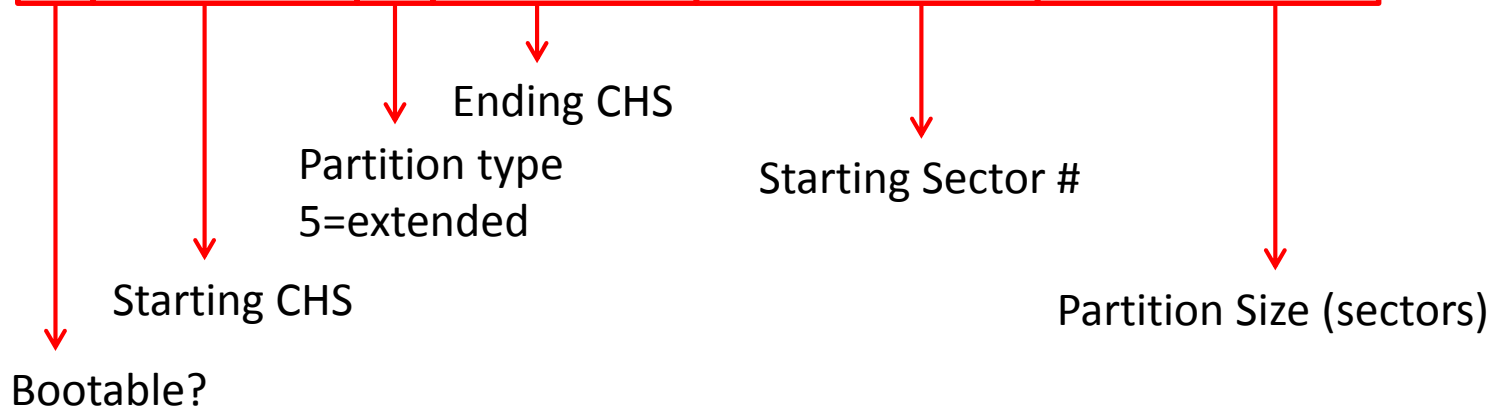 Ending CHS
Partition type
5=extended
Starting Sector #
Starting CHS
Partition Size (sectors)
Bootable?